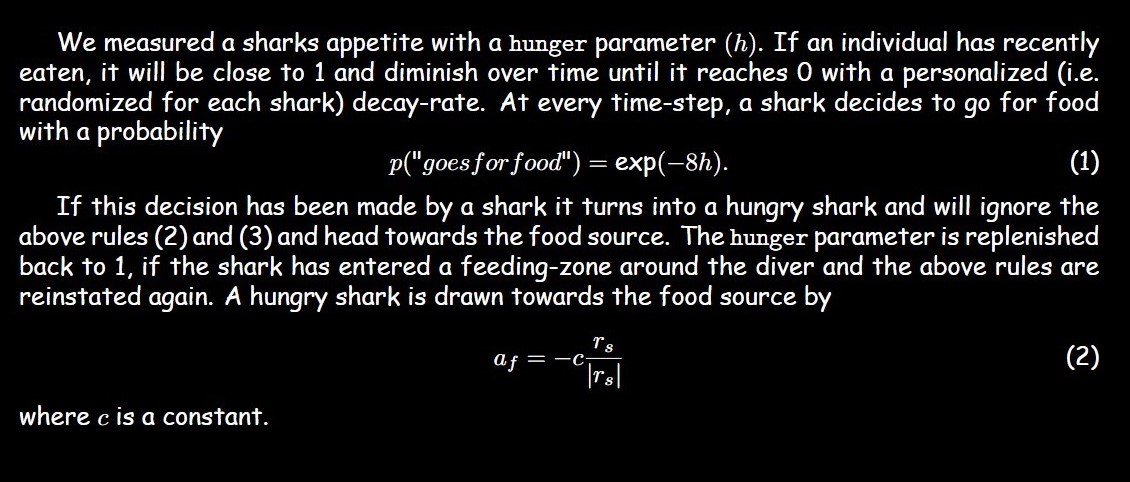 We measured a sharks appetite with a hunger parameter (h). If an individual has recently
eaten, it will be close to 1 and diminish over time until it reaches 0 with a personalized (i.e.
randomized for each shark) decay-rate. At every time-step, a shark decides to go for food
with a probability
p("goesforfood") = exp(−8h). (1)
If this decision has been made by a shark it turns into a hungry shark and will ignore the
above rules (2) and (3) and head towards the food source. The hunger parameter is replenished
back to 1, if the shark has entered a feeding-zone around the diver and the above rules are
reinstated again. A hungry shark is drawn towards the food source by
a_f = −c r_s/|r_s| (2)
where c is a constant.